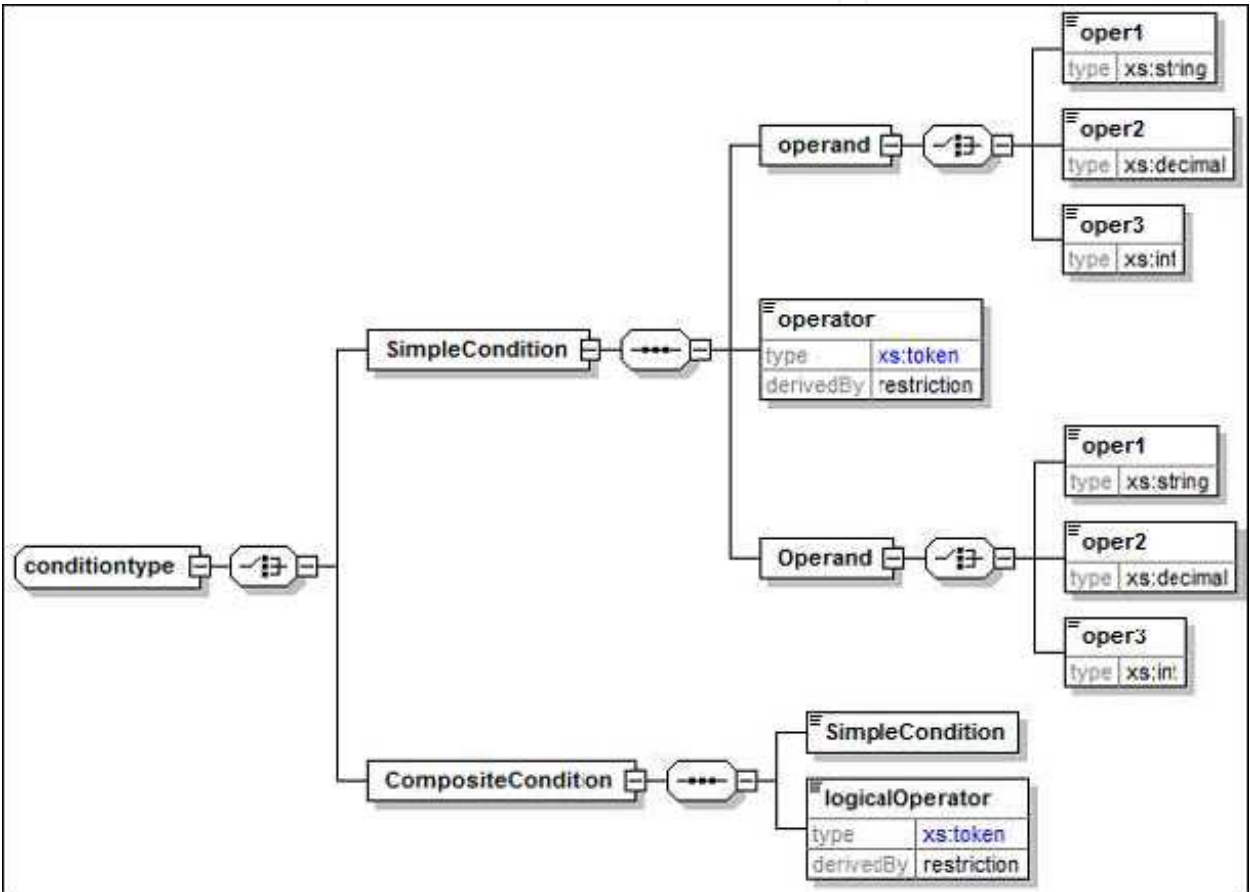 oper1
type xs:string
oper2
type xs:decimal
oper3
type xs:int
operand
operator
type xs:token
derivedBy restriction
SimpleCondition
oper1
type xs:string
oper2
type xs:decimal
oper3
type xs:int
Operand
conditiontype
SimpleCondition
CompositeCondition
logicalOperator
type xs:token
derivedBy restriction